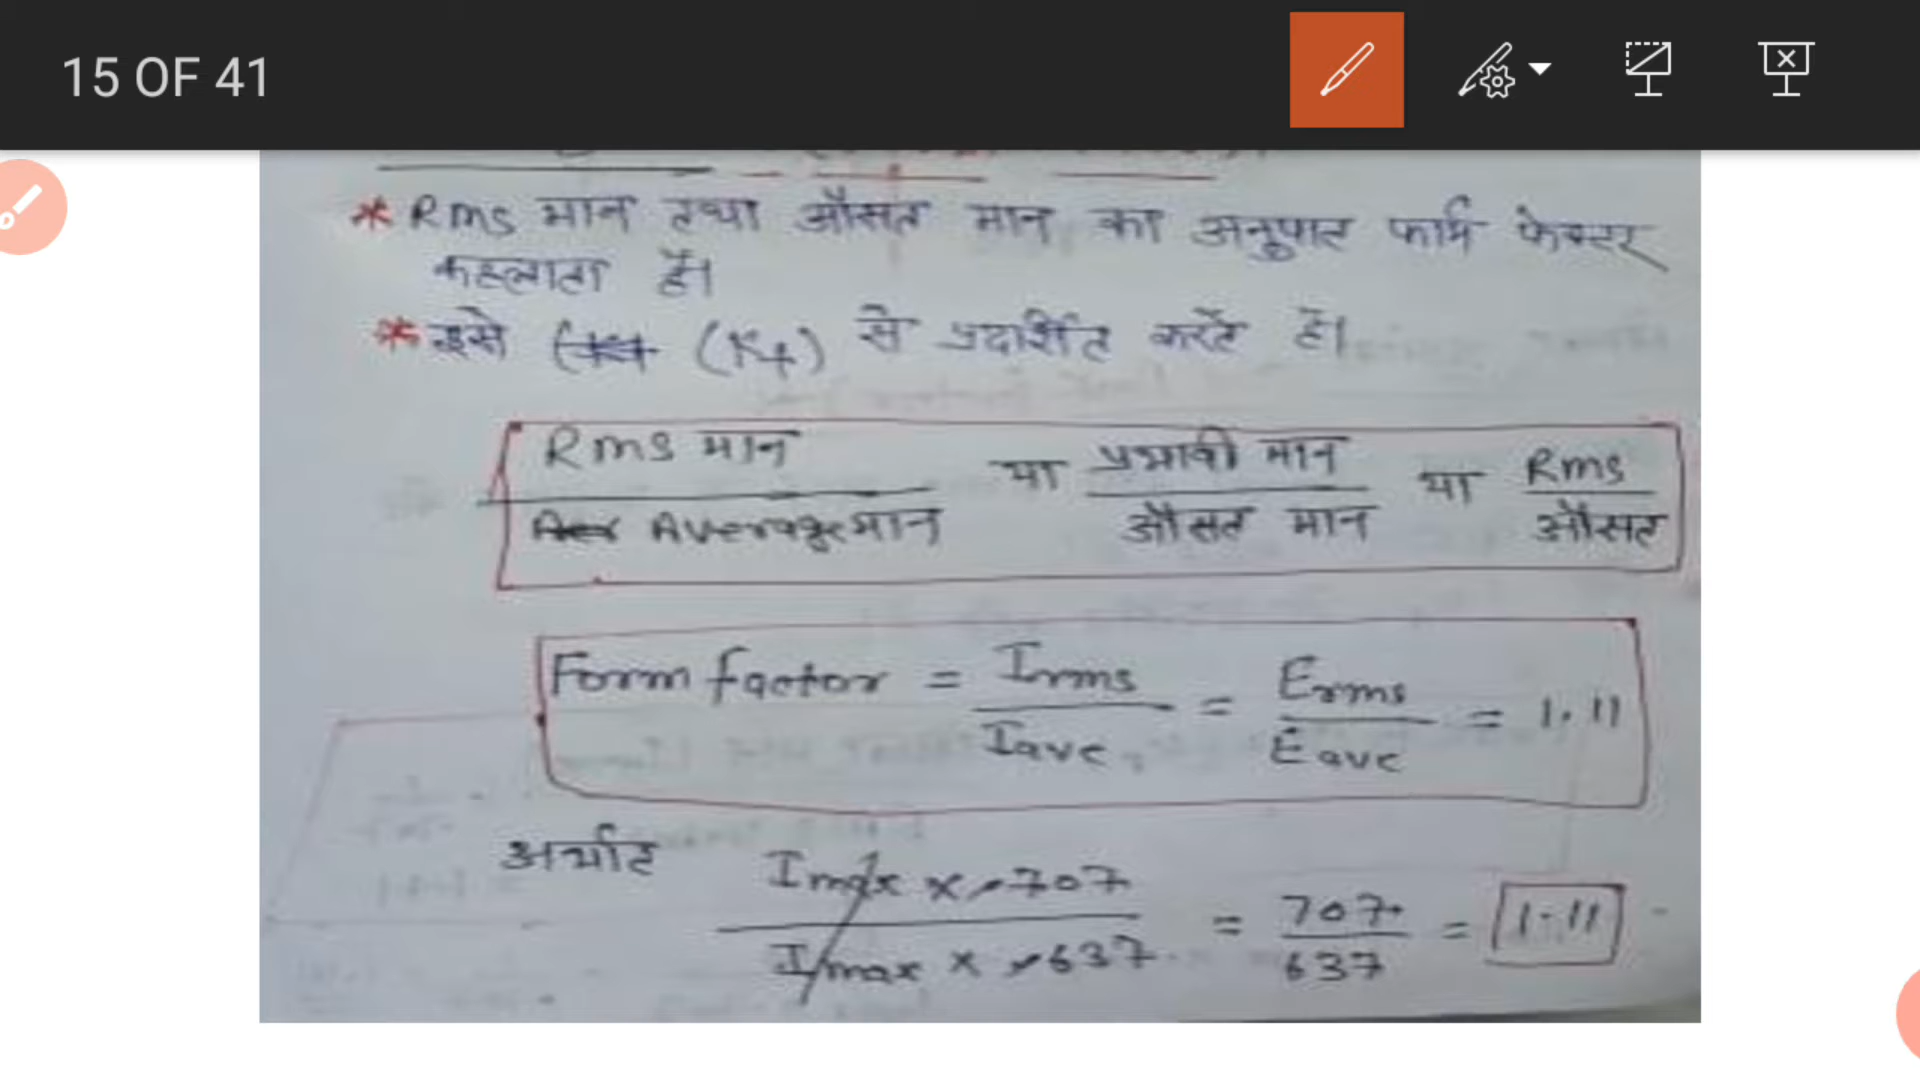 15 OF 41
* Rms मान तथा औसत मान का अनुपात फार्म फेक्टर
कहलाता हैं।
* इसे (Kf) से प्रदर्शित करते हैं।
Rms मान / Average मान या प्रभावी मान / औसत मान या Rms / औसत
Form factor = Irms / Iave = Erms / Eave = 1.11
अर्थात Imax x .707 / Imax x .637 = 707 / 637 = 1.11